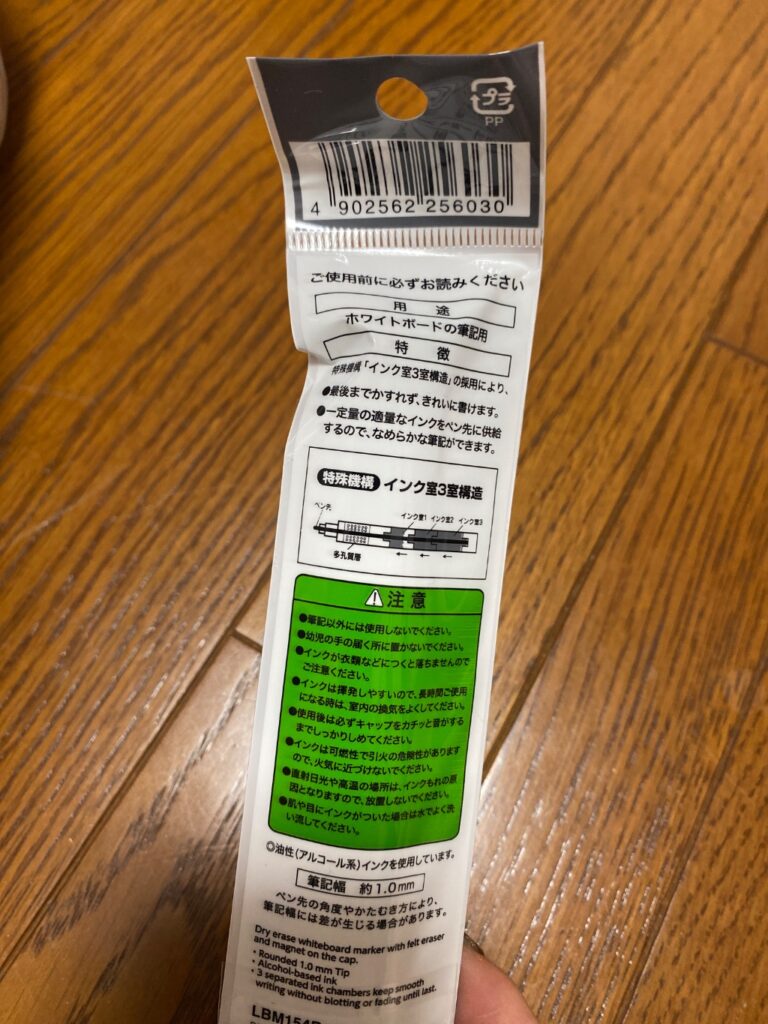 プラ
PP
4 902562 256030
ご使用前に必ずお読みください
用 途
ホワイトボードの筆記用
特 徴
特殊機構「インク室3室構造」の採用により、
●最後までかすれず、きれいに書けます。
●一定量の適量なインクをペン先に供給
するので、なめらかな筆記ができます。
特殊機構 インク室3室構造
ペン先
インク室1 インク室2 インク室3
多孔質層
⚠注意
●筆記以外には使用しないでください。
●幼児の手の届く所に置かないでください。
●インクが衣類などにつくと落ちませんので
ご注意ください。
●インクは揮発しやすいので、長時間ご使用
になる時は、室内の換気をよくしてください。
●使用後は必ずキャップをカチッと音がする
までしっかりしめてください。
●インクは可燃性で引火の危険性があります
ので、火気に近づけないでください。
●直射日光や高温の場所は、インクもれの原
因となりますので、放置しないでください。
●肌や目にインクがついた場合は水でよく洗
い流してください。
◎油性(アルコール系)インクを使用しています。
筆記幅 約1.0mm
ペン先の角度やかたむき方により、
筆記幅には差が生じる場合があります。
Dry erase whiteboard marker with felt eraser
and magnet on the cap.
・Rounded 1.0 mm Tip
・Alcohol-based ink
・3 separated ink chambers keep smooth
writing without blotting or fading until last.